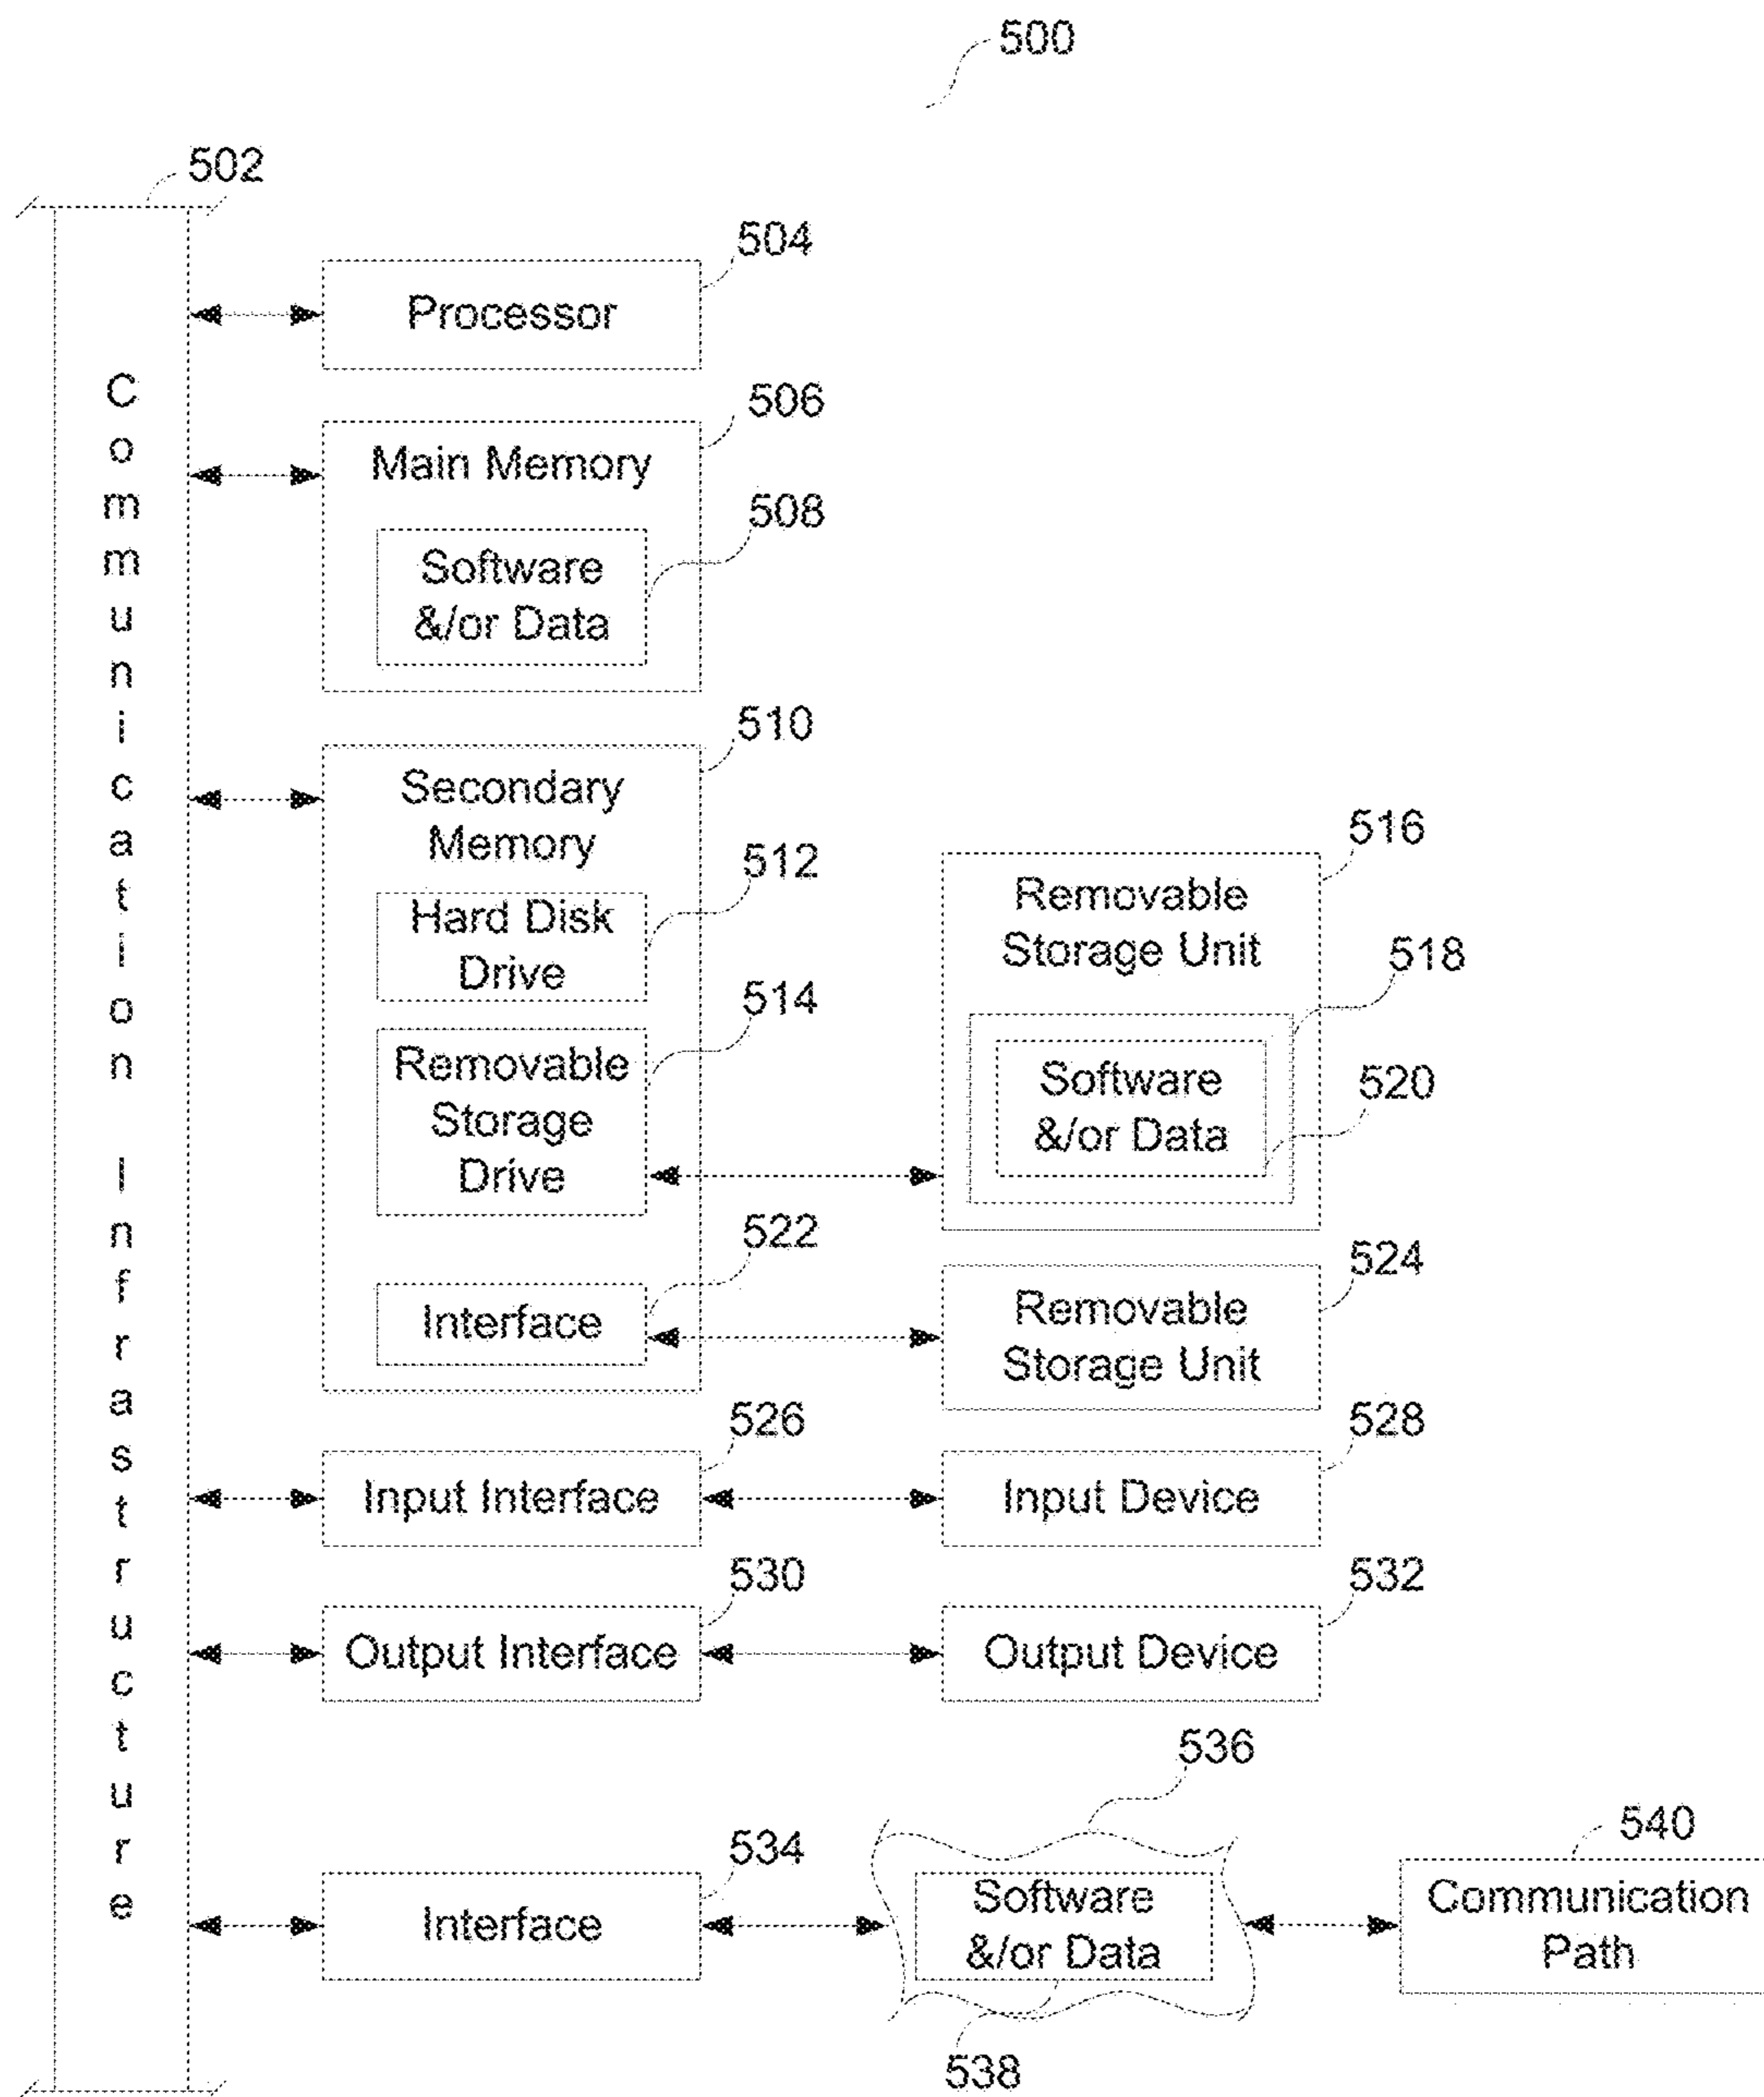 500
502
Communication Infrastructure
504
Processor
506
Main Memory
508
Software
&/or Data
510
Secondary
Memory
512
Hard Disk
Drive
514
Removable
Storage
Drive
516
Removable
Storage Unit
518
Software
&/or Data
520
522
Interface
524
Removable
Storage Unit
526
Input Interface
528
Input Device
530
Output Interface
532
Output Device
534
Interface
536
Software
&/or Data
538
540
Communication
Path